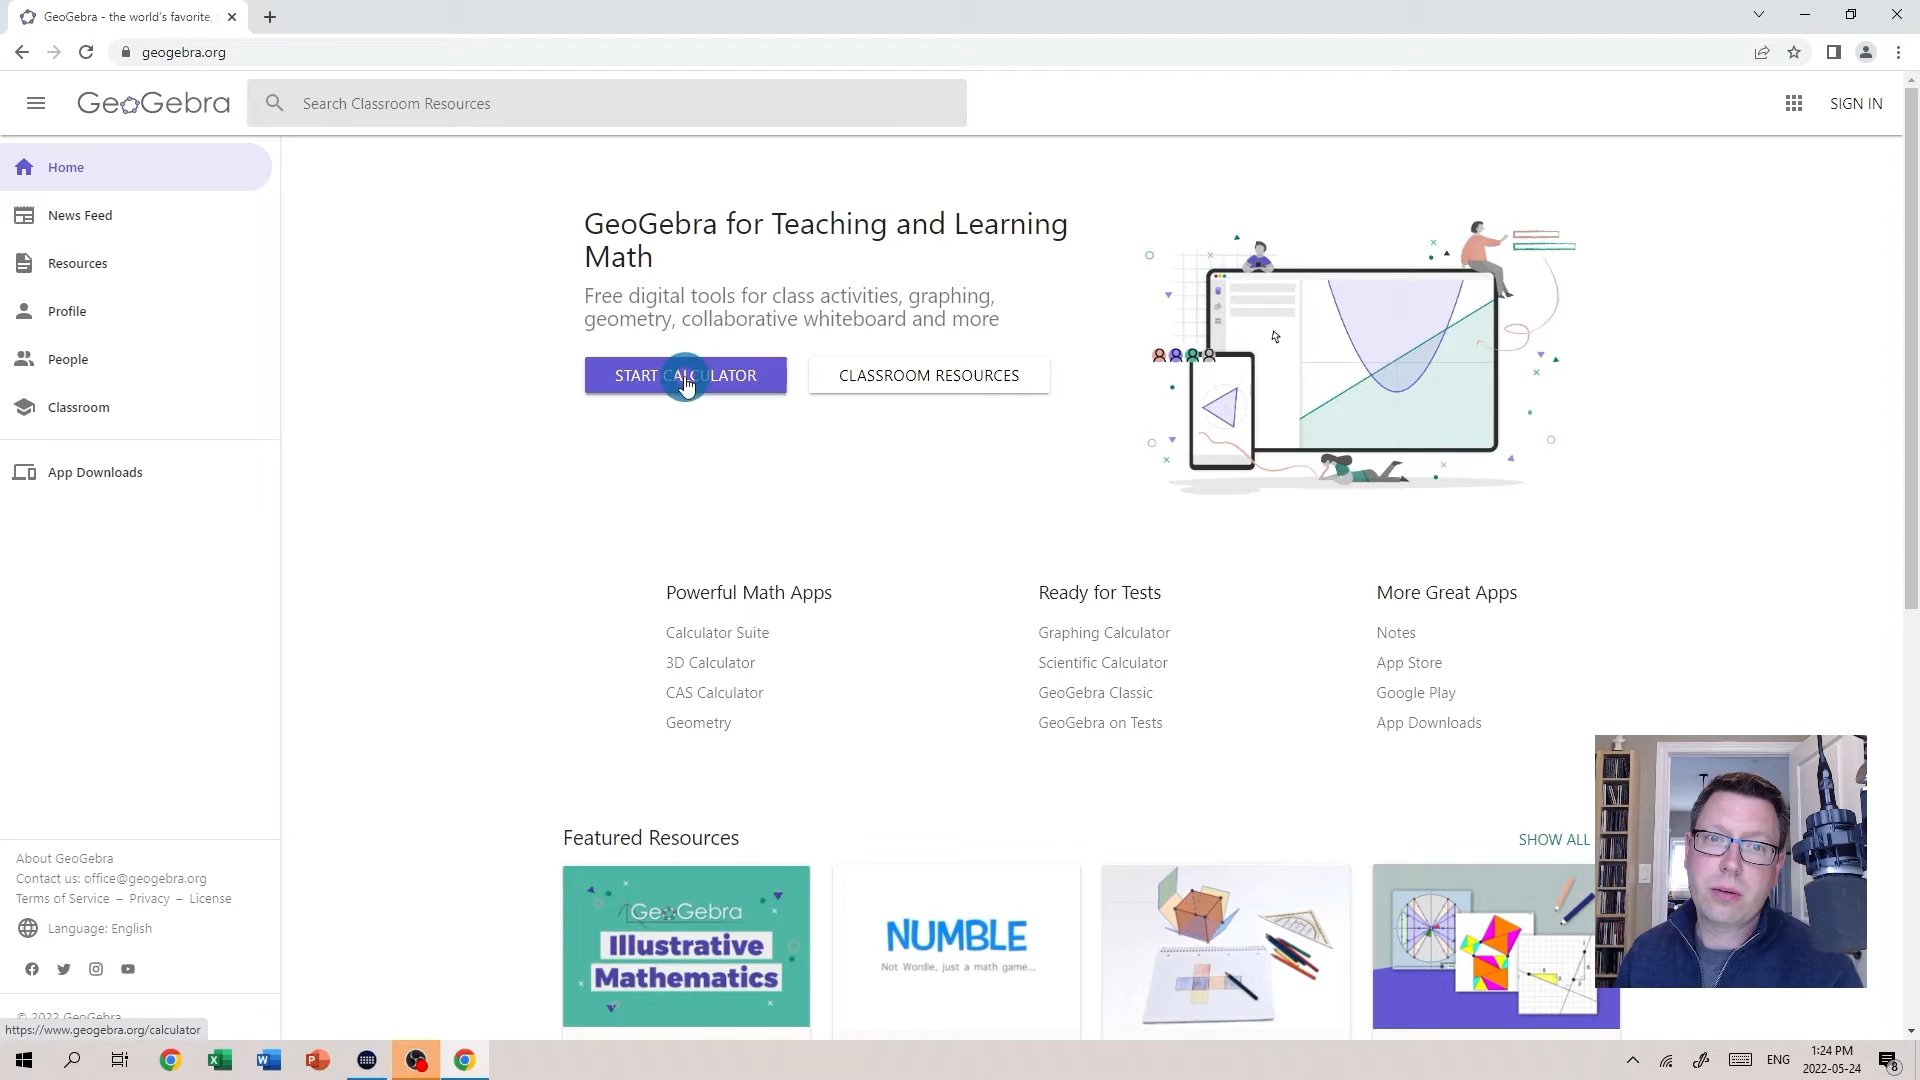 GeoGebra - the world's favorite,
geogebra.org
GeoGebra
Search Classroom Resources
SIGN IN
Home
News Feed
Resources
Profile
People
Classroom
App Downloads
GeoGebra for Teaching and Learning
Math
Free digital tools for class activities, graphing,
geometry, collaborative whiteboard and more
START CALCULATOR
CLASSROOM RESOURCES
Powerful Math Apps
Calculator Suite
3D Calculator
CAS Calculator
Geometry
Ready for Tests
Graphing Calculator
Scientific Calculator
GeoGebra Classic
GeoGebra on Tests
More Great Apps
Notes
App Store
Google Play
App Downloads
Featured Resources
SHOW ALL
GeoGebra
Illustrative
Mathematics
NUMBLE
Not Wordle, just a math game...
About GeoGebra
Contact us: office@geogebra.org
Terms of Service – Privacy – License
Language: English
© 2022 GeoGebra
https://www.geogebra.org/calculator
ENG
1:24 PM
2022-05-24
8